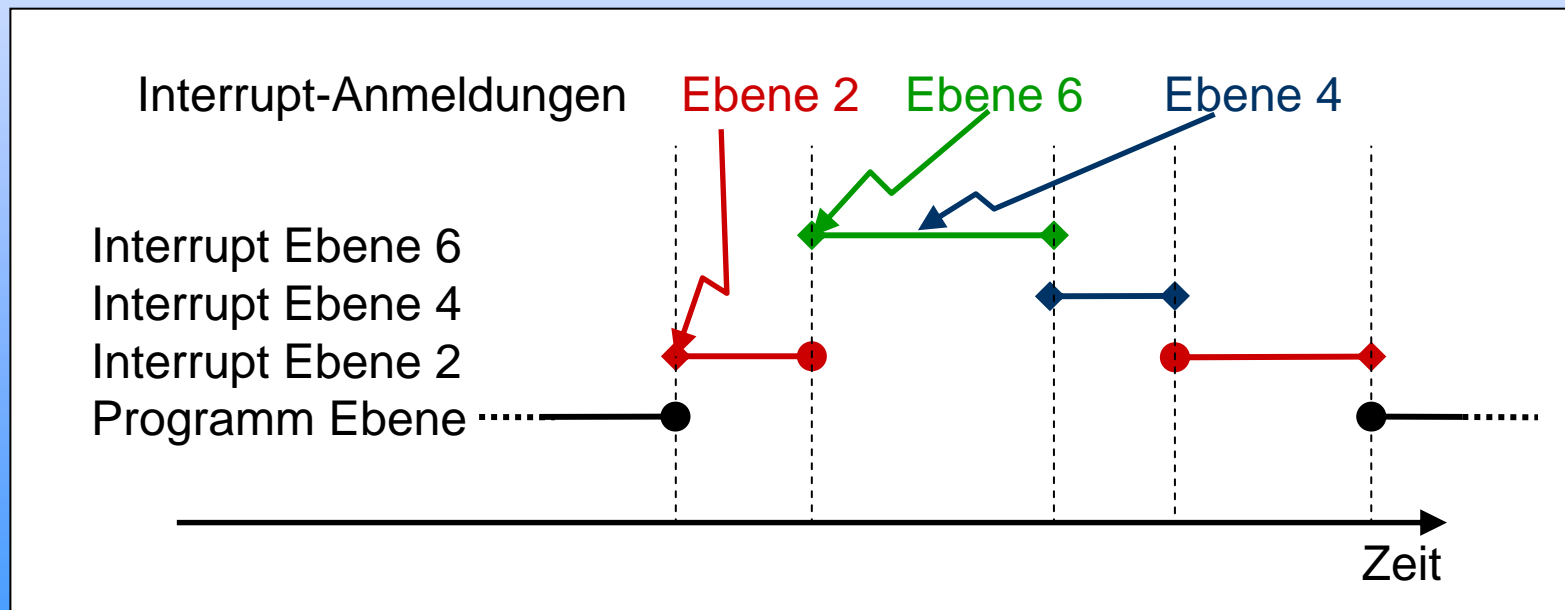 Interrupt-Anmeldungen Ebene 2 Ebene 6 Ebene 4
Interrupt Ebene 6
Interrupt Ebene 4
Interrupt Ebene 2
Programm Ebene
Zeit